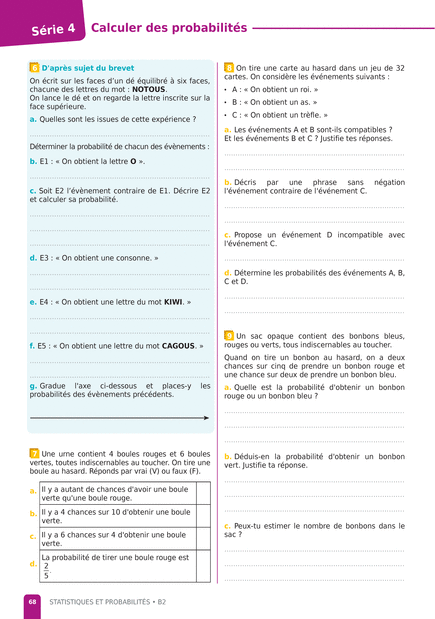 Série 4
Calculer des probabilités
6 D'après sujet du brevet
On écrit sur les faces d'un dé équilibré à six faces,
chacune des lettres du mot : NOTOUS.
On lance le dé et on regarde la lettre inscrite sur la
face supérieure.
a. Quelles sont les issues de cette expérience ?
Déterminer la probabilité de chacun des évènements :
b. E1 : « On obtient la lettre O ».
c. Soit E2 l'évènement contraire de E1. Décrire E2
et calculer sa probabilité.
d. E3 : « On obtient une consonne. »
e. E4 : « On obtient une lettre du mot KIWI. »
f. E5 : « On obtient une lettre du mot CAGOUS. »
g. Gradue l'axe ci-dessous et places-y les
probabilités des évènements précédents.
7 Une urne contient 4 boules rouges et 6 boules
vertes, toutes indiscernables au toucher. On tire une
boule au hasard. Réponds par vrai (V) ou faux (F).
a. Il y a autant de chances d'avoir une boule
verte qu'une boule rouge.
b. Il y a 4 chances sur 10 d'obtenir une boule
verte.
c. Il y a 6 chances sur 4 d'obtenir une boule
verte.
d. La probabilité de tirer une boule rouge est
2
5
.
8 On tire une carte au hasard dans un jeu de 32
cartes. On considère les événements suivants :
• A : « On obtient un roi. »
• B : « On obtient un as. »
• C : « On obtient un trèfle. »
a. Les événements A et B sont-ils compatibles ?
Et les événements B et C ? Justifie tes réponses.
b. Décris par une phrase sans négation
l'événement contraire de l'événement C.
c. Propose un événement D incompatible avec
l'événement C.
d. Détermine les probabilités des événements A, B,
C et D.
9 Un sac opaque contient des bonbons bleus,
rouges ou verts, tous indiscernables au toucher.
Quand on tire un bonbon au hasard, on a deux
chances sur cinq de prendre un bonbon rouge et
une chance sur deux de prendre un bonbon bleu.
a. Quelle est la probabilité d'obtenir un bonbon
rouge ou un bonbon bleu ?
b. Déduis-en la probabilité d'obtenir un bonbon
vert. Justifie ta réponse.
c. Peux-tu estimer le nombre de bonbons dans le
sac ?
68 STATISTIQUES ET PROBABILITÉS • B2